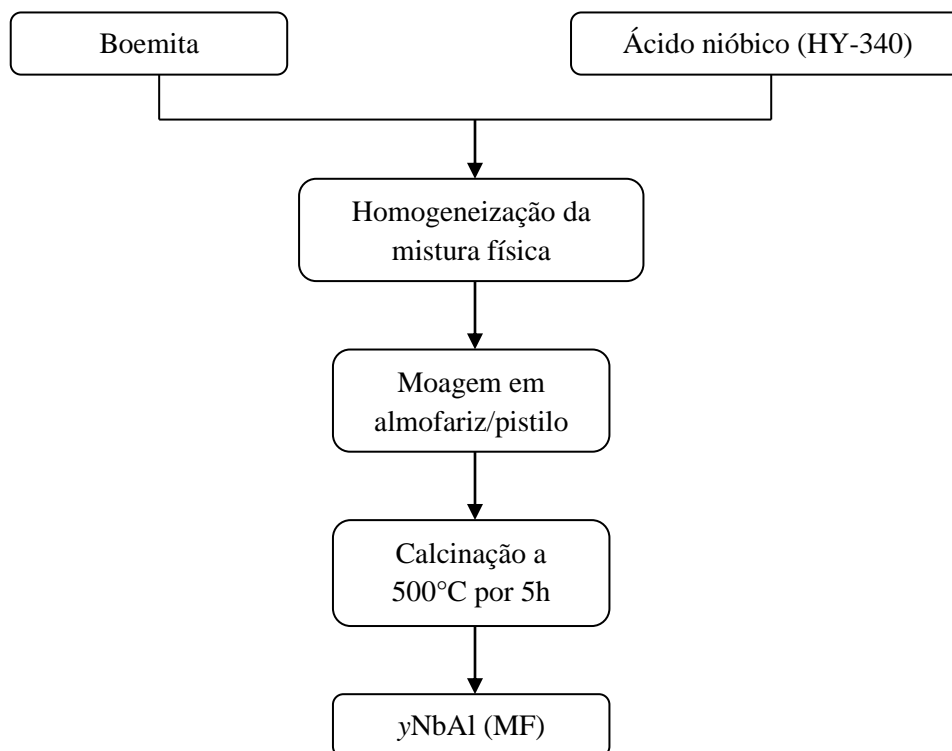 Boemita
Ácido nióbico (HY-340)
Homogeneização da
mistura física
Moagem em
almofariz/pistilo
Calcinação a
500°C por 5h
yNbAl (MF)